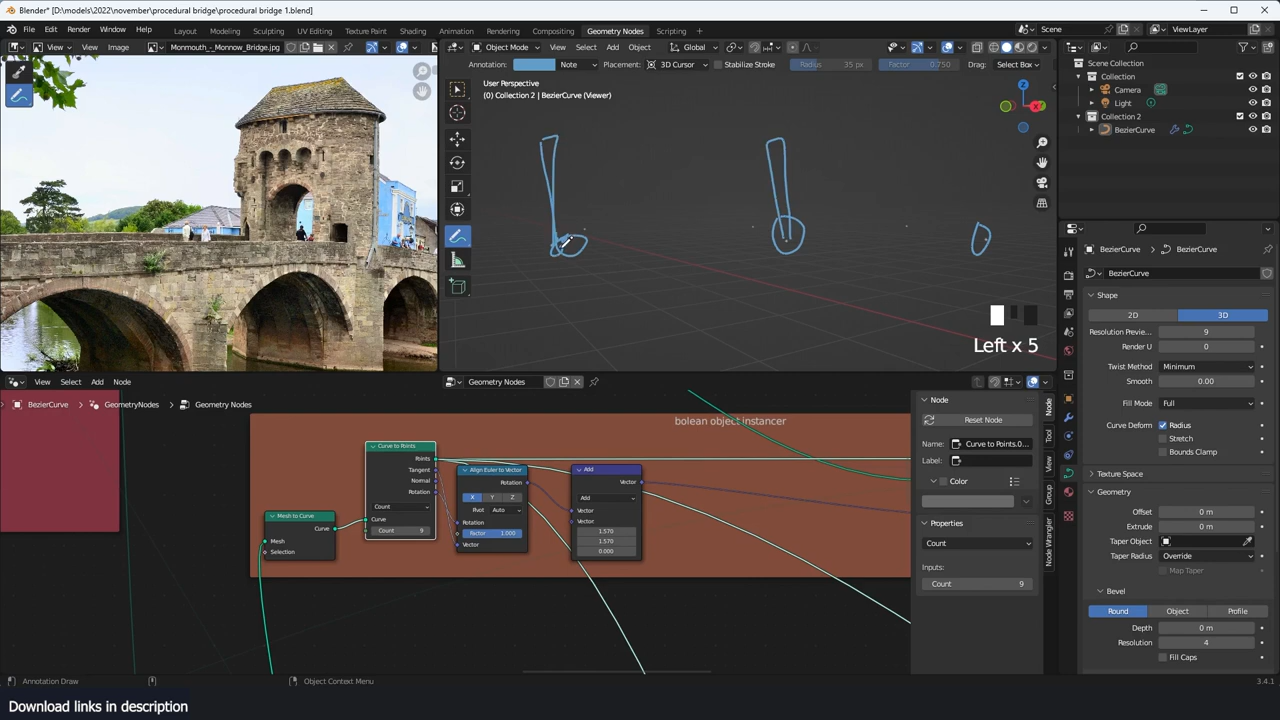 Blender* [D:\models\2022\november\procedural bridge\procedural bridge 1.blend]
File Edit Render Window Help
Layout Modeling Sculpting UV Editing Texture Paint Shading Animation Rendering Compositing Geometry Nodes Scripting
Scene
ViewLayer
View View Image Monmouth_-_Monnow_Bridge.jpg
Object Mode View Select Add Object Global
Annotation: Note Placement: 3D Cursor Stabilize Stroke Radius 35 px Factor 0.750 Drag: Select Box
User Perspective
(0) Collection 2 | BezierCurve (Viewer)
X
Z
Left x 5
Scene Collection
Collection
Camera
Light
Collection 2
BezierCurve
BezierCurve BezierCurve
BezierCurve
Shape
2D 3D
Resolution Previe... 9
Render U 0
Twist Method Minimum
Smooth 0.00
Fill Mode Full
Curve Deform Radius
Stretch
Bounds Clamp
Texture Space
Geometry
Offset 0 m
Extrude 0 m
Taper Object
Taper Radius Override
Map Taper
Bevel
Round Object Profile
Depth 0 m
Resolution 4
Fill Caps
View Select Add Node
Geometry Nodes
BezierCurve GeometryNodes Geometry Nodes
bolean object instancer
Mesh to Curve
Curve
Mesh
Selection
Curve to Points
Points
Tangent
Normal
Rotation
Count
Curve
Count 9
Align Euler to Vector
Rotation
X Y Z
Pivot Auto
Rotation
Factor 1.000
Vector
Add
Vector
Add
Vector
Vector
1.570
1.570
0.000
Node
Reset Node
Name: Curve to Points.0...
Label:
Color
Properties
Count
Inputs:
Count 9
Node
Tool
View
Group
Node Wrangler
Annotation Draw
Object Context Menu
3.4.1
Download links in description